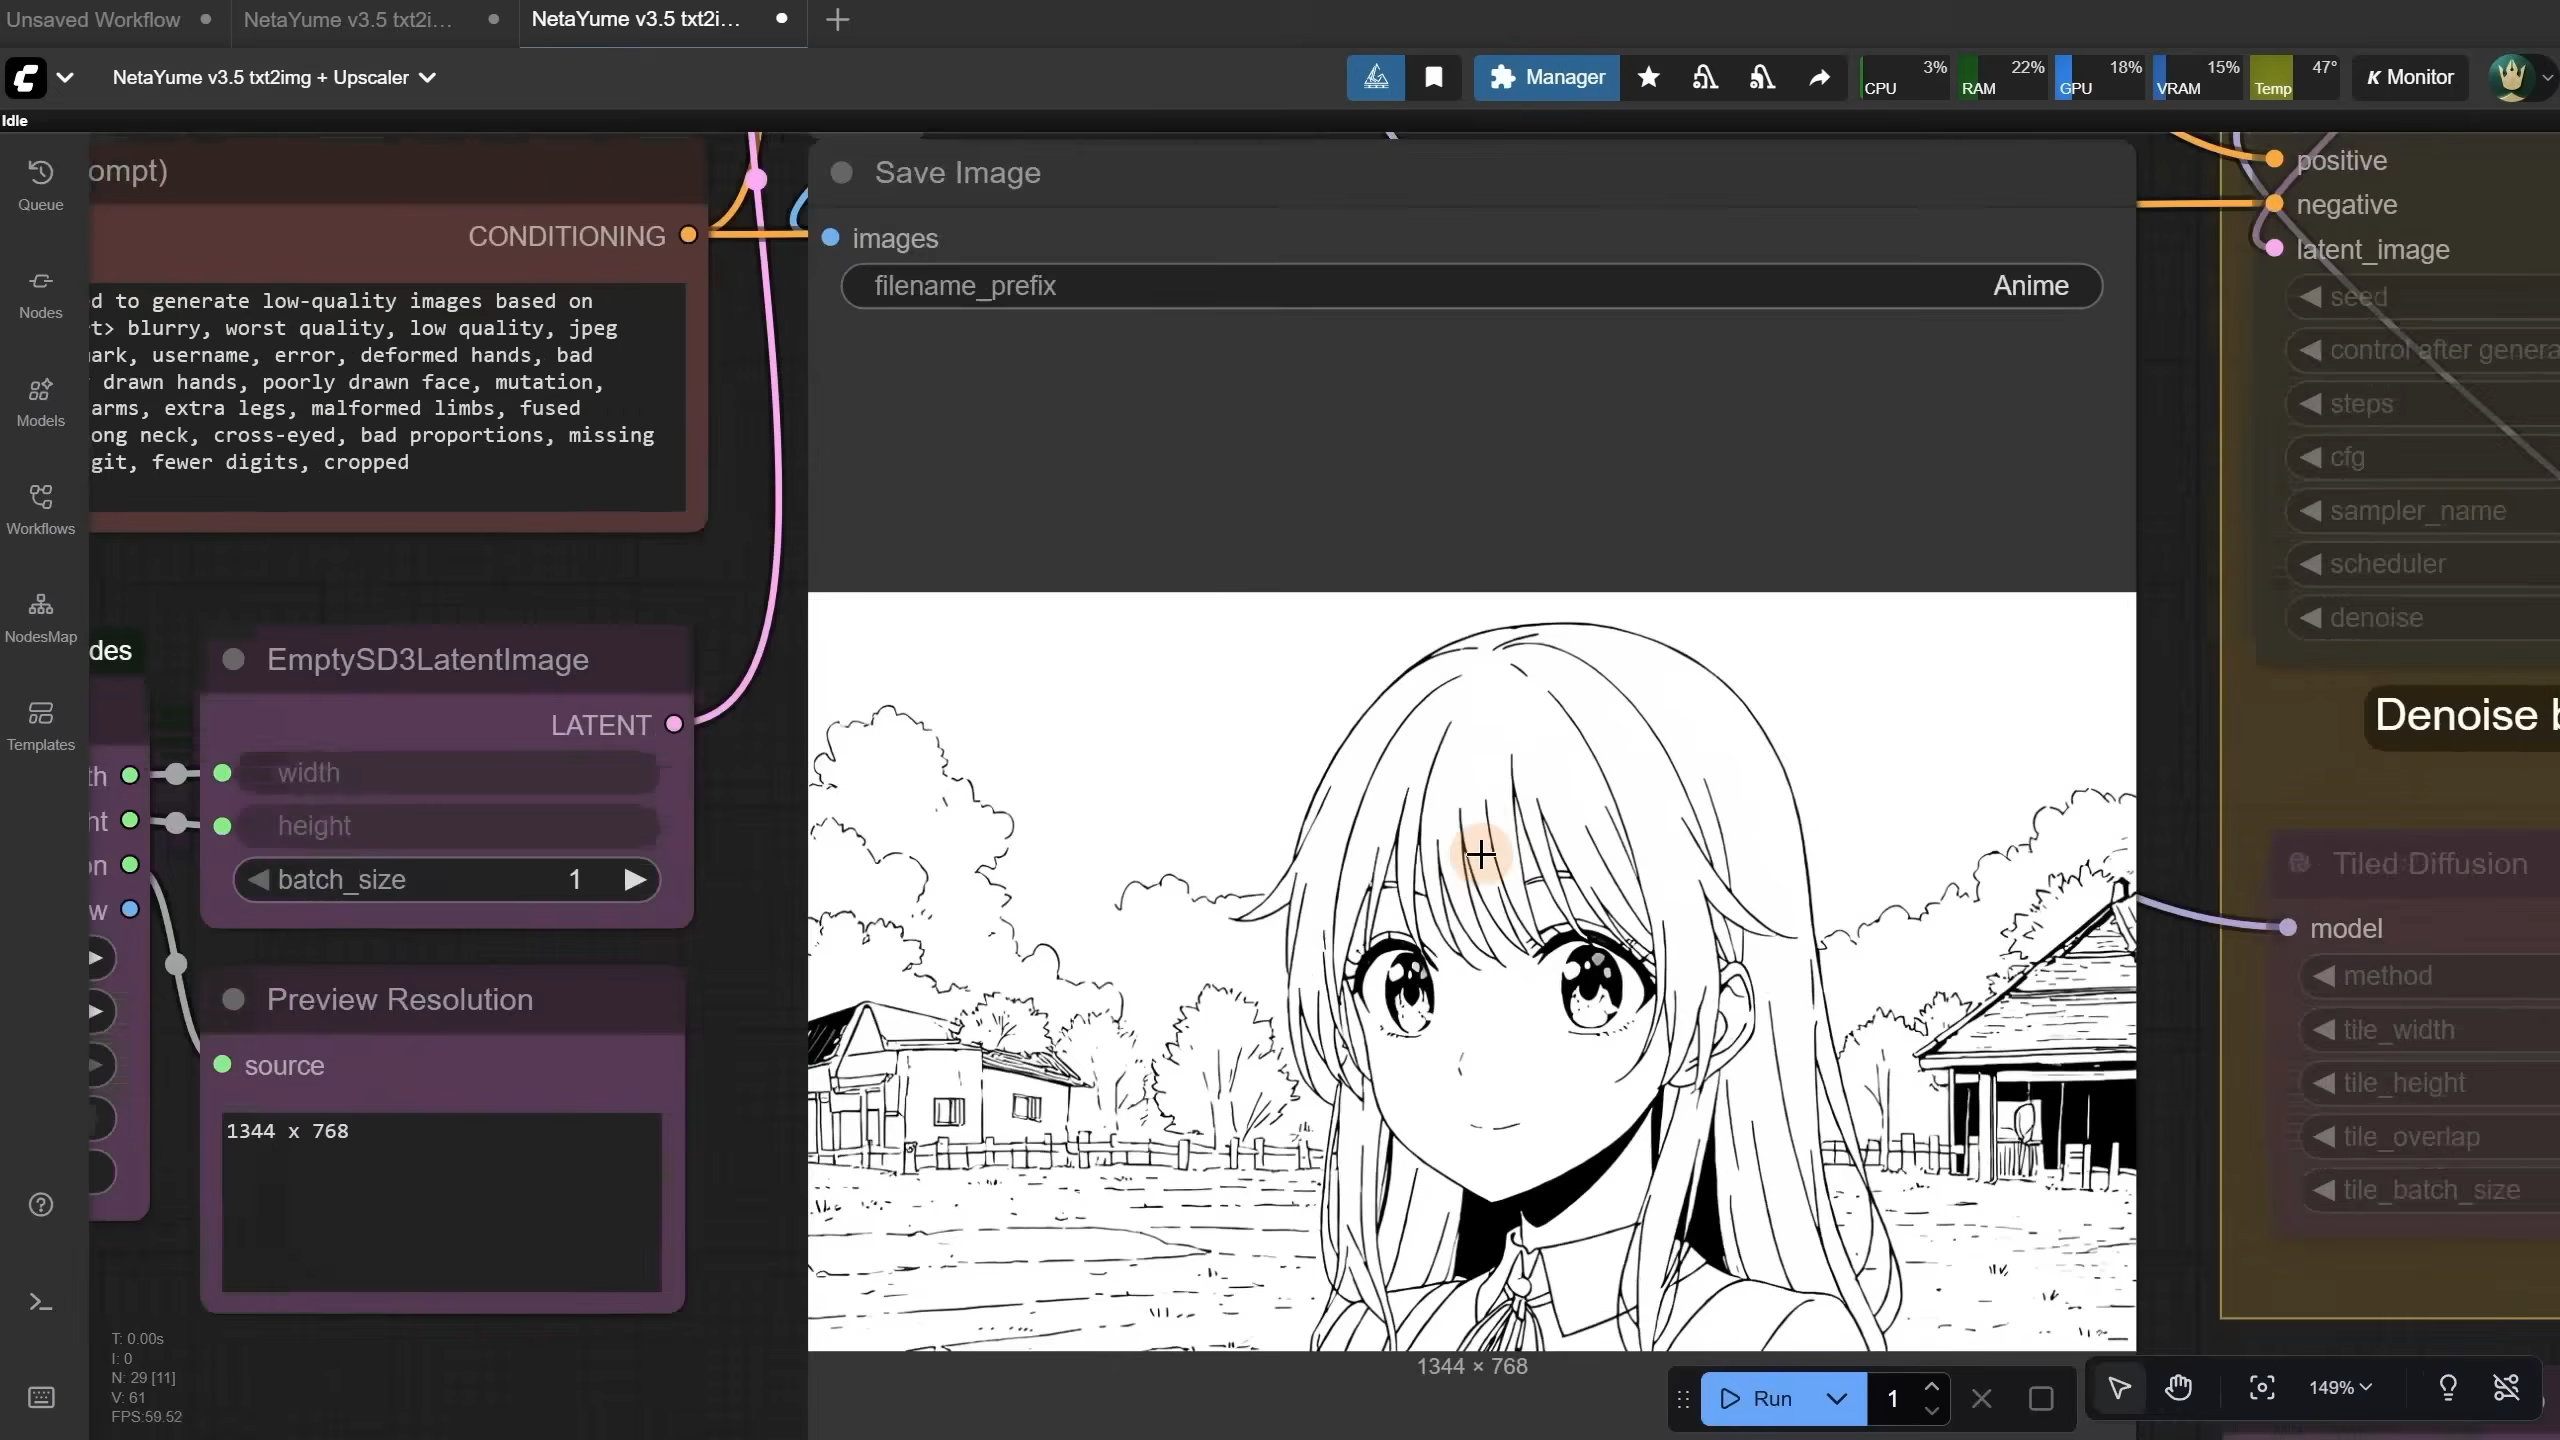 Unsaved Workflow
NetaYume v3.5 txt2i...
NetaYume v3.5 txt2i...
NetaYume v3.5 txt2img + Upscaler
Manager
3%
CPU
22%
RAM
18%
GPU
15%
VRAM
47°
Temp
K Monitor
Idle
Queue
Nodes
Models
Workflows
NodesMap
Templates
ompt)
CONDITIONING
d to generate low-quality images based on
t> blurry, worst quality, low quality, jpeg
ark, username, error, deformed hands, bad
drawn hands, poorly drawn face, mutation,
arms, extra legs, malformed limbs, fused
ong neck, cross-eyed, bad proportions, missing
git, fewer digits, cropped
des
EmptySD3LatentImage
LATENT
th
width
ht
height
on
batch_size 1
w
Preview Resolution
source
1344 x 768
T: 0.00s
I: 0
N: 29 [11]
V: 61
FPS:59.52
Save Image
images
filename_prefix Anime
1344 × 768
Run
1
149%
positive
negative
latent_image
seed
control after genera
steps
cfg
sampler_name
scheduler
denoise
Denoise b
Tiled Diffusion
model
method
tile_width
tile_height
tile_overlap
tile_batch_size